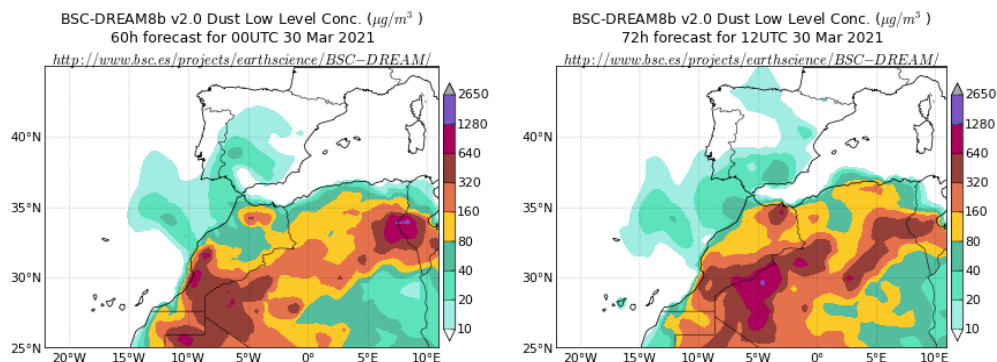 BSC-DREAM8b v2.0 Dust Low Level Conc. (μg/m³ )
60h forecast for 00UTC 30 Mar 2021
http://www.bsc.es/projects/earthscience/BSC−DREAM/
2650
1280
640
320
160
80
40
20
10
40°N
35°N
30°N
25°N
20°W 15°W 10°W 5°W 0° 5°E 10°E
BSC-DREAM8b v2.0 Dust Low Level Conc. (μg/m³ )
72h forecast for 12UTC 30 Mar 2021
http://www.bsc.es/projects/earthscience/BSC−DREAM/
2650
1280
640
320
160
80
40
20
10
40°N
35°N
30°N
25°N
20°W 15°W 10°W 5°W 0° 5°E 10°E